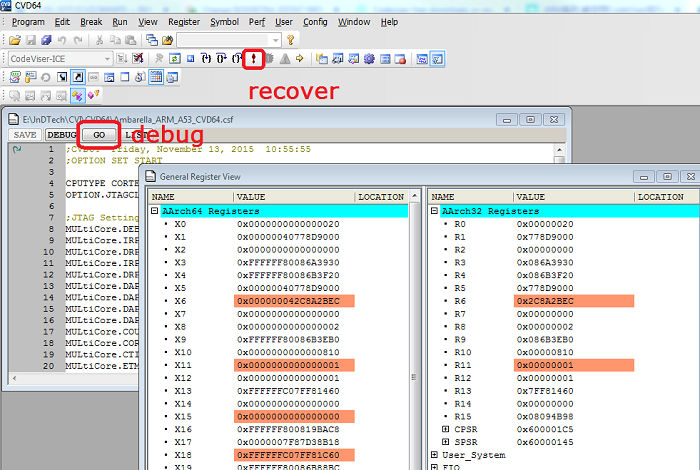 CVD64
Program Edit Break Run View Register Symbol Perf User Config Window Help
CodeViser-ICE
recover
E:\JnDTech\CVD\CVD64\Ambarella_ARM_A53_CVD64.csf
SAVE DEBUG GO LIST
debug
1 ;CVD64 Friday, November 13, 2015 10:55:55
2 ;OPTION SET START
3
4 CPUTYPE CORTE
5 OPTION.JTAGCL
6
7 ;JTAG Setting
8 MULtiCore.DEB
9 MULtiCore.IRP
10 MULtiCore.DRP
11 MULtiCore.IRP
12 MULtiCore.DRP
13 MULtiCore.DAP
14 MULtiCore.DAP
15 MULtiCore.DAP
16 MULtiCore.DAP
17 MULtiCore.COU
18 MULtiCore.COR
19 MULtiCore.CTI
20 MULtiCore.ETM
General Register View
NAME VALUE LOCATION
AArch64 Registers
X0 0x0000000000000020
X1 0x00000040778D9000
X2 0x0000000000000000
X3 0xFFFFFF80086A3930
X4 0xFFFFFF80086B3F20
X5 0x00000040778D9000
X6 0x000000042C8A2BEC
X7 0x0000000000000000
X8 0x0000000000000002
X9 0xFFFFFF80086B3EB0
X10 0x0000000000000810
X11 0x0000000000000001
X12 0x0000000000000001
X13 0xFFFFFFC07FF81460
X14 0x0000000000000000
X15 0x0000000000000000
X16 0xFFFFFF800819BAC8
X17 0x0000007F87D38B18
X18 0xFFFFFFC07FF81C60
X19 0xFFFFFF80086B88BC
NAME VALUE LOCATION
AArch32 Registers
R0 0x00000020
R1 0x778D9000
R2 0x00000000
R3 0x086A3930
R4 0x086B3F20
R5 0x778D9000
R6 0x2C8A2BEC
R7 0x00000000
R8 0x00000002
R9 0x086B3EB0
R10 0x00000810
R11 0x00000001
R12 0x00000001
R13 0x7FF81460
R14 0x00000000
R15 0x08094B98
CPSR 0x600001C5
SPSR 0x60000145
User_System
FIQ